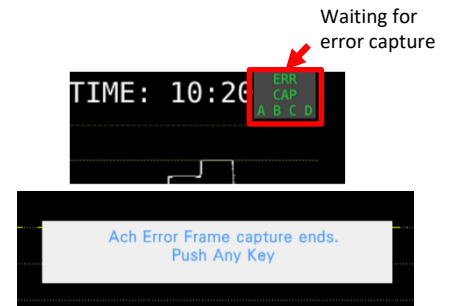 Waiting for
error capture
TIME: 10:20
ERR
CAP
A B C D
Ach Error Frame capture ends.
Push Any Key